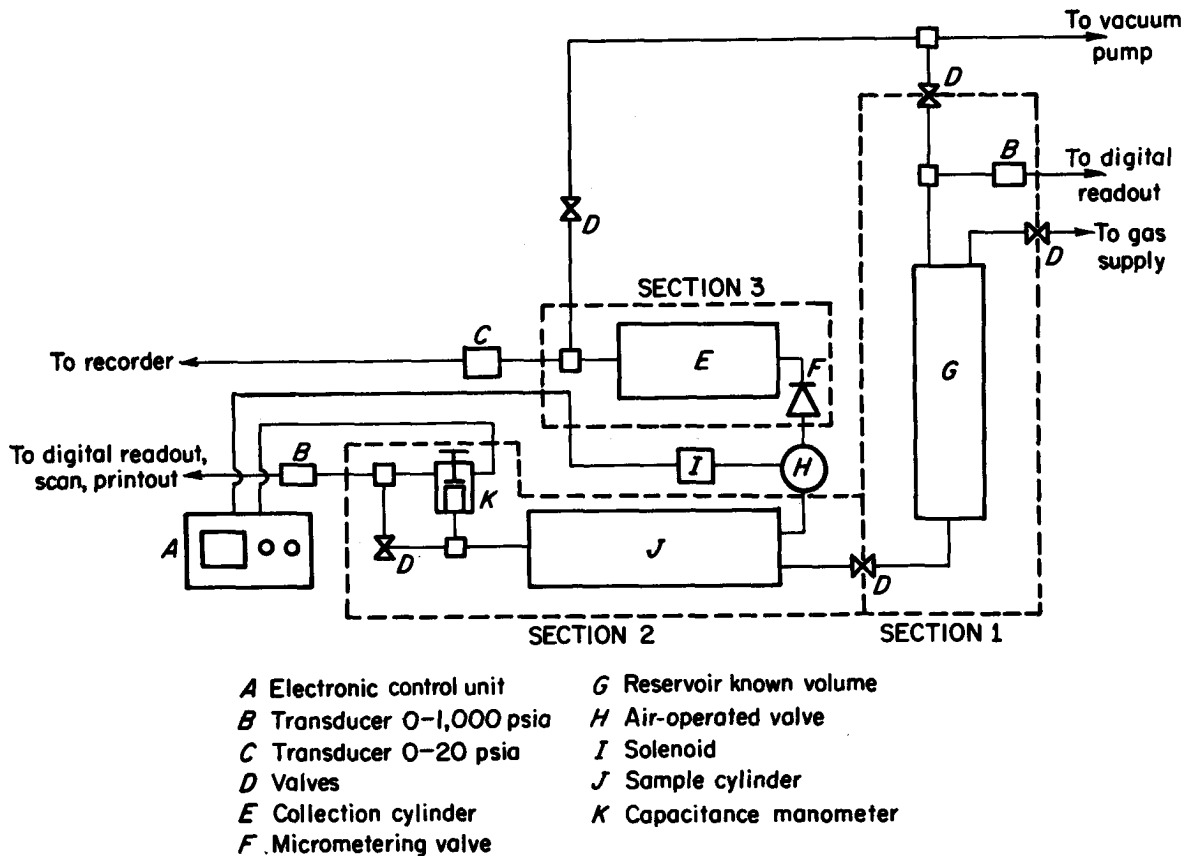 To vacuum
pump
D
B
To digital
readout
D
To gas
supply
D
SECTION 3
C
To recorder
E
F
G
To digital readout,
scan, printout
B
K
I
H
A
D
J
D
SECTION 2
SECTION 1
A Electronic control unit
B Transducer 0-1,000 psia
C Transducer 0-20 psia
D Valves
E Collection cylinder
F Micrometering valve
G Reservoir known volume
H Air-operated valve
I Solenoid
J Sample cylinder
K Capacitance manometer